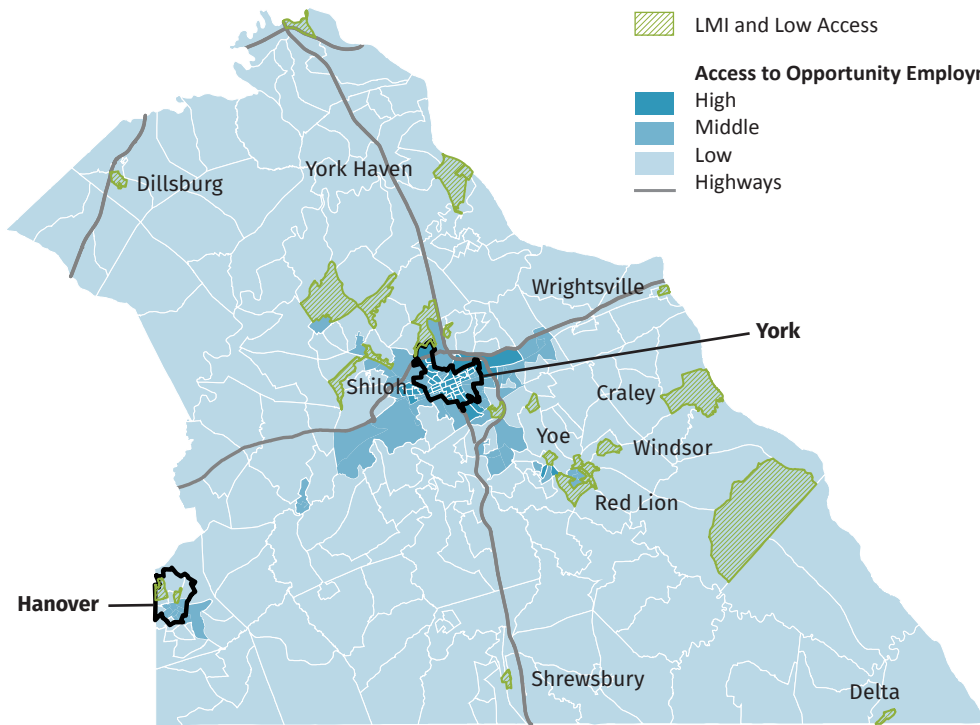 LMI and Low Access
Access to Opportunity
High
Middle
Low
Highways
Dillsburg
York Haven
Wrightsville
York
Shiloh
Craley
Yoe
Windsor
Red Lion
Hanover
Shrewsbury
Delta